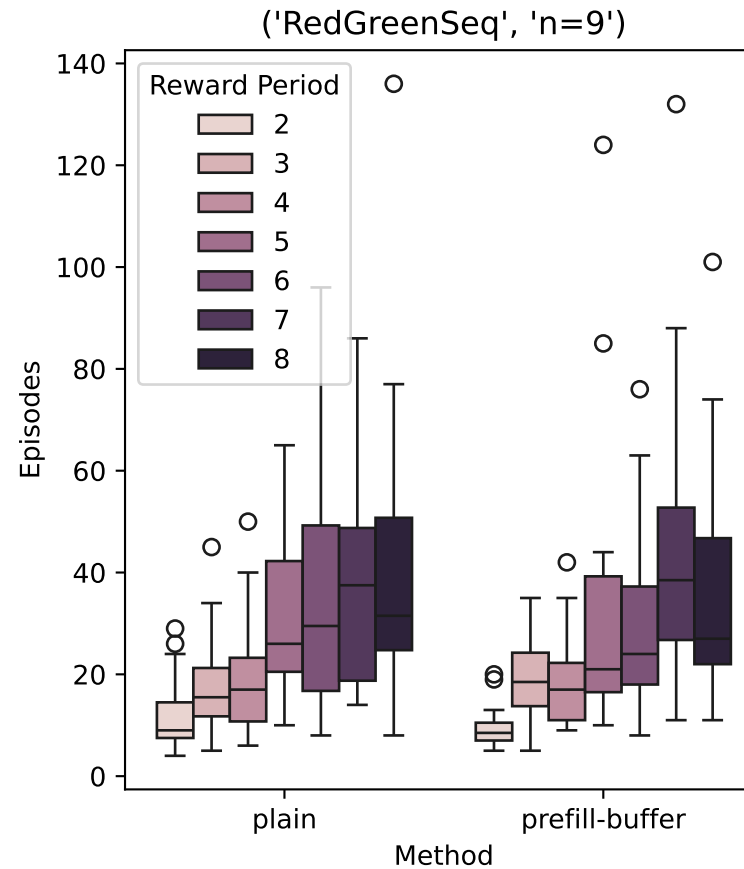 ('RedGreenSeq', 'n=9')
140
120
100
80
60
40
20
0
Episodes
Reward Period
2
3
4
5
6
7
8
plain
prefill-buffer
Method